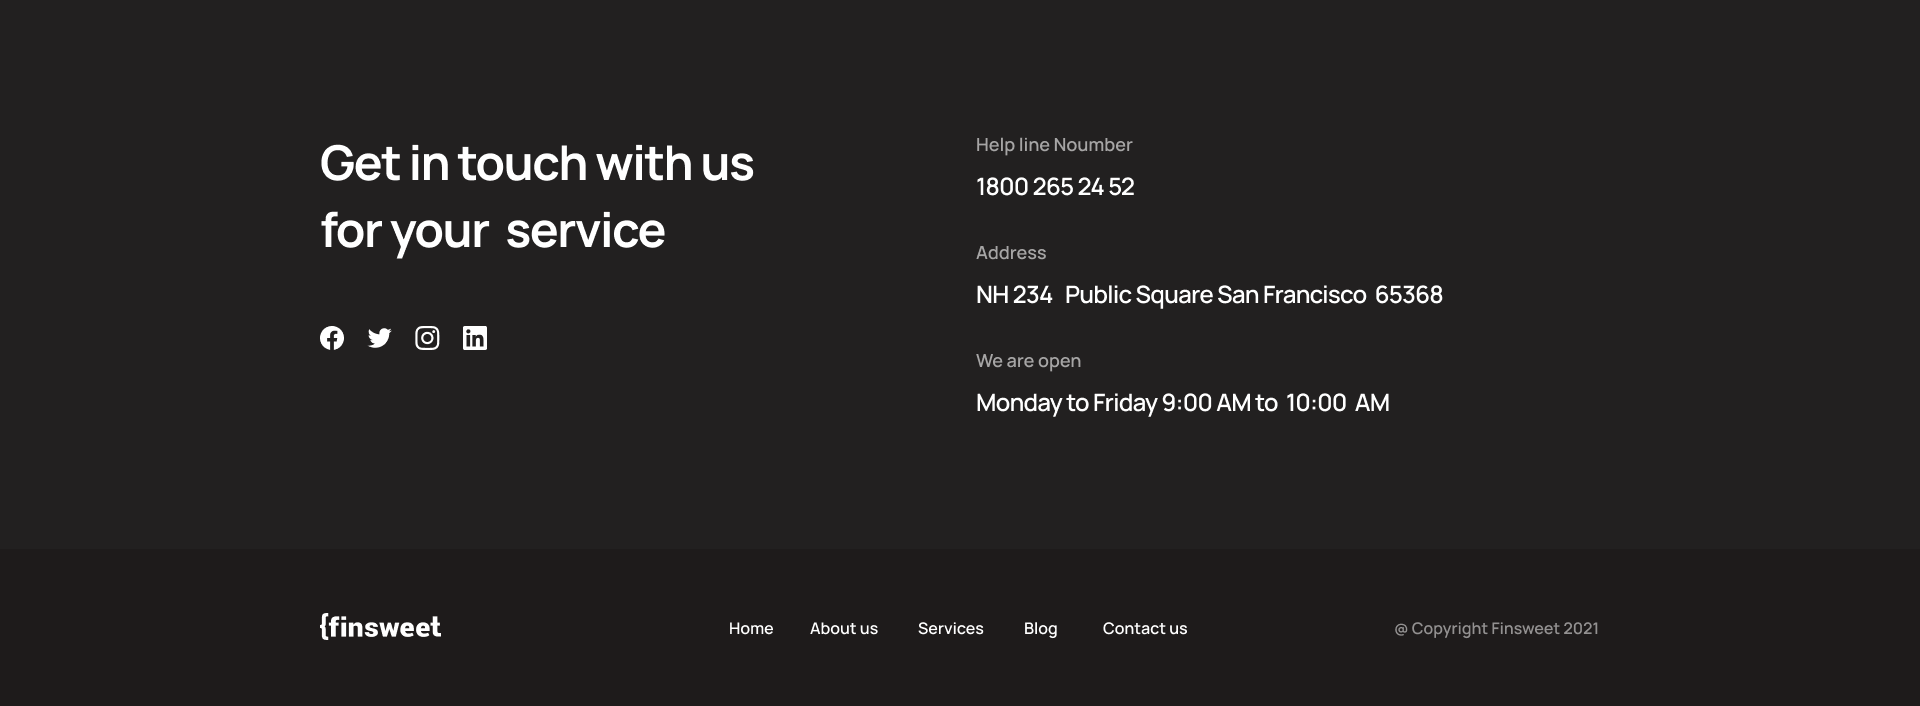 Get in touch with us
for your service
Help line Noumber
1800 265 24 52
Address
NH 234 Public Square San Francisco 65368
We are open
Monday to Friday 9:00 AM to 10:00 AM
{finsweet
Home About us Services Blog Contact us
@ Copyright Finsweet 2021